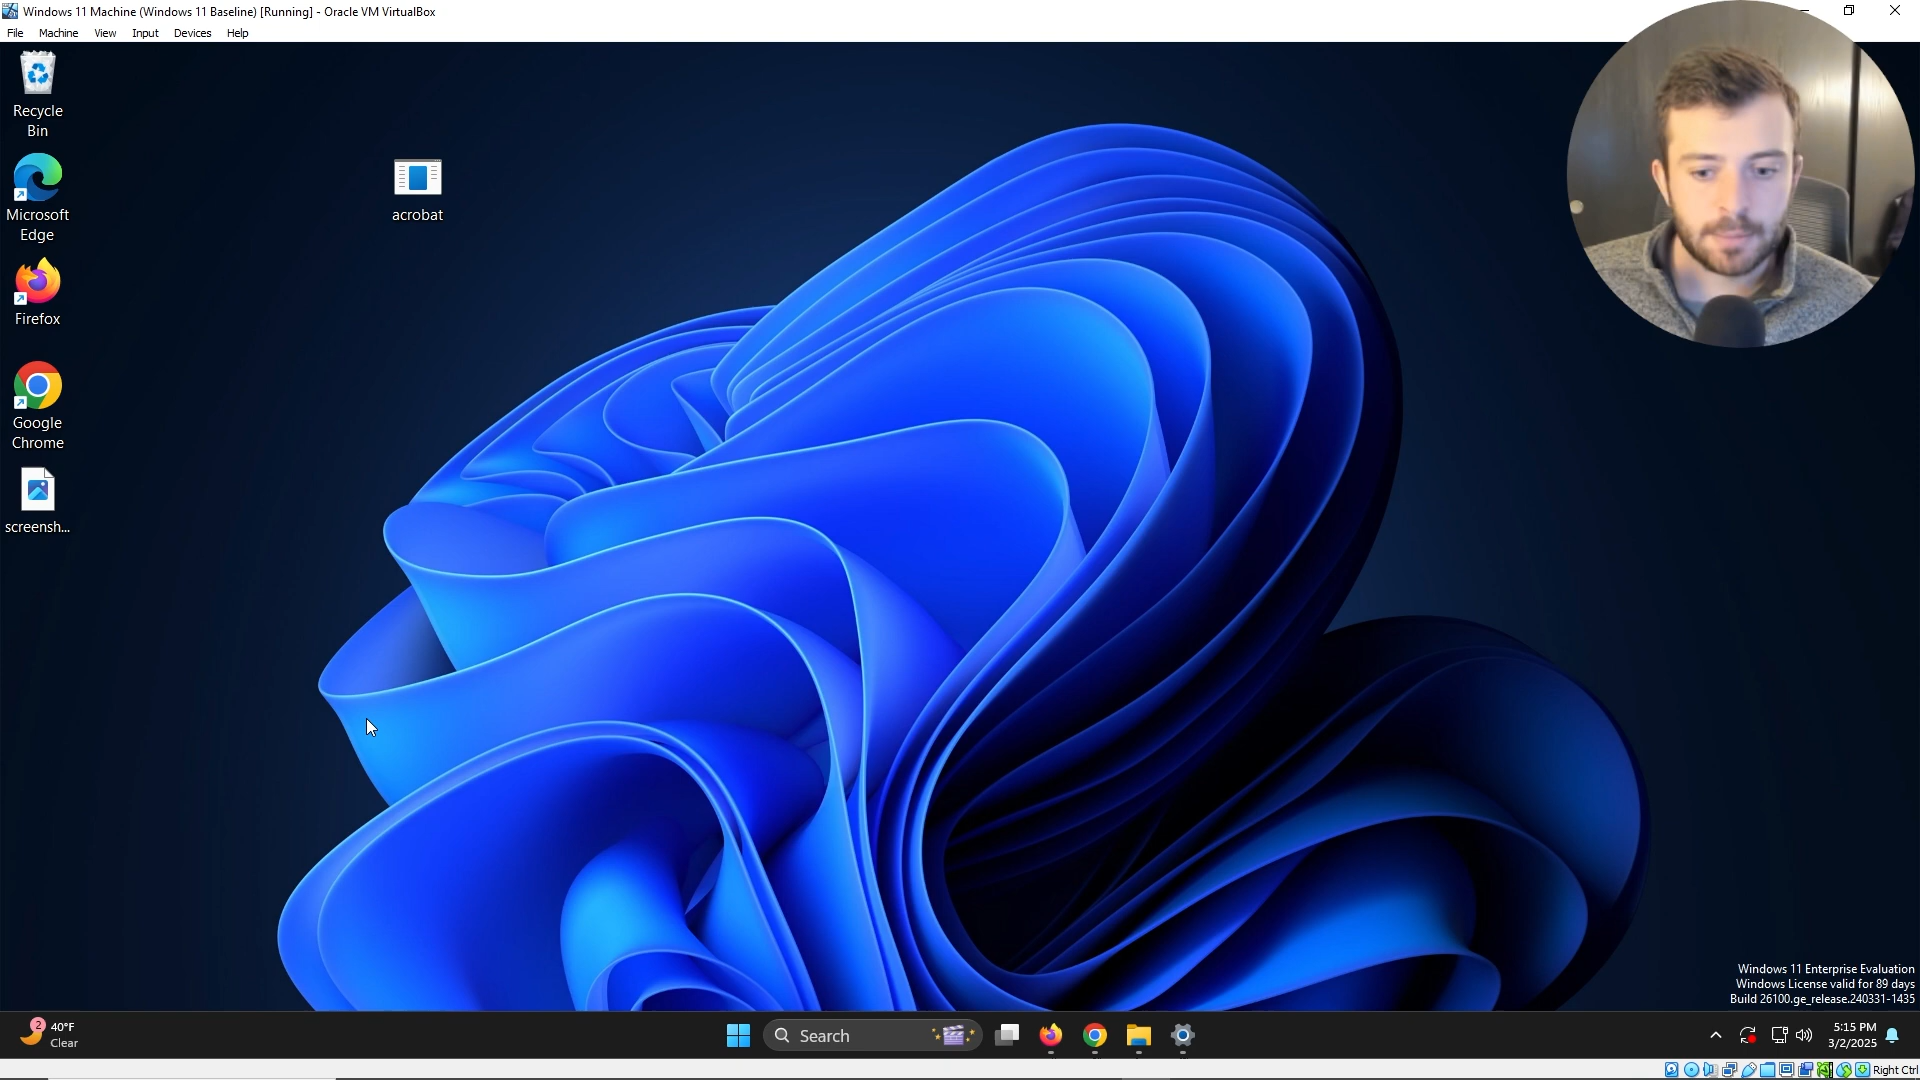 Windows 11 Machine (Windows 11 Baseline) [Running] - Oracle VM VirtualBox
File Machine View Input Devices Help
Recycle
Bin
Microsoft
Edge
Firefox
Google
Chrome
screensh...
acrobat
Windows 11 Enterprise Evaluation
Windows License valid for 89 days
Build 26100.ge_release.240331-1435
2
40°F
Clear
Search
5:15 PM
3/2/2025
Right Ctrl